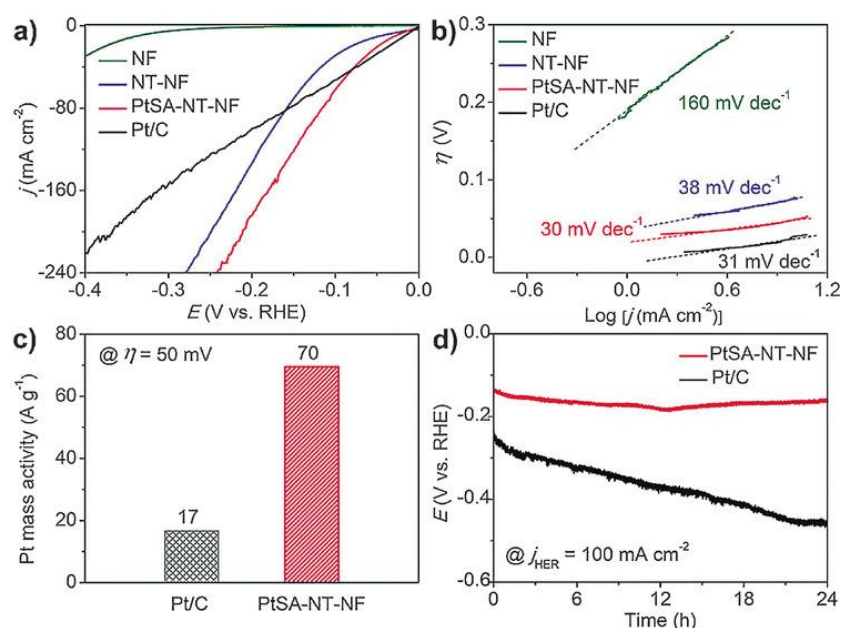 a)
NF
NT-NF
PtSA-NT-NF
Pt/C
0
-80
-160
-240
j (mA cm⁻²)
-0.4 -0.3 -0.2 -0.1 0.0
E (V vs. RHE)
b)
NF
NT-NF
PtSA-NT-NF
Pt/C
160 mV dec⁻¹
38 mV dec⁻¹
30 mV dec⁻¹
31 mV dec⁻¹
0.3
0.2
0.1
0.0
η (V)
-0.6 0.0 0.6 1.2
Log [j (mA cm⁻²)]
c)
@ η = 50 mV
17
70
80
60
40
20
0
Pt mass activity (A g⁻¹)
Pt/C PtSA-NT-NF
d)
PtSA-NT-NF
Pt/C
@ jHER = 100 mA cm⁻²
-0.0
-0.2
-0.4
-0.6
E (V vs. RHE)
0 6 12 18 24
Time (h)